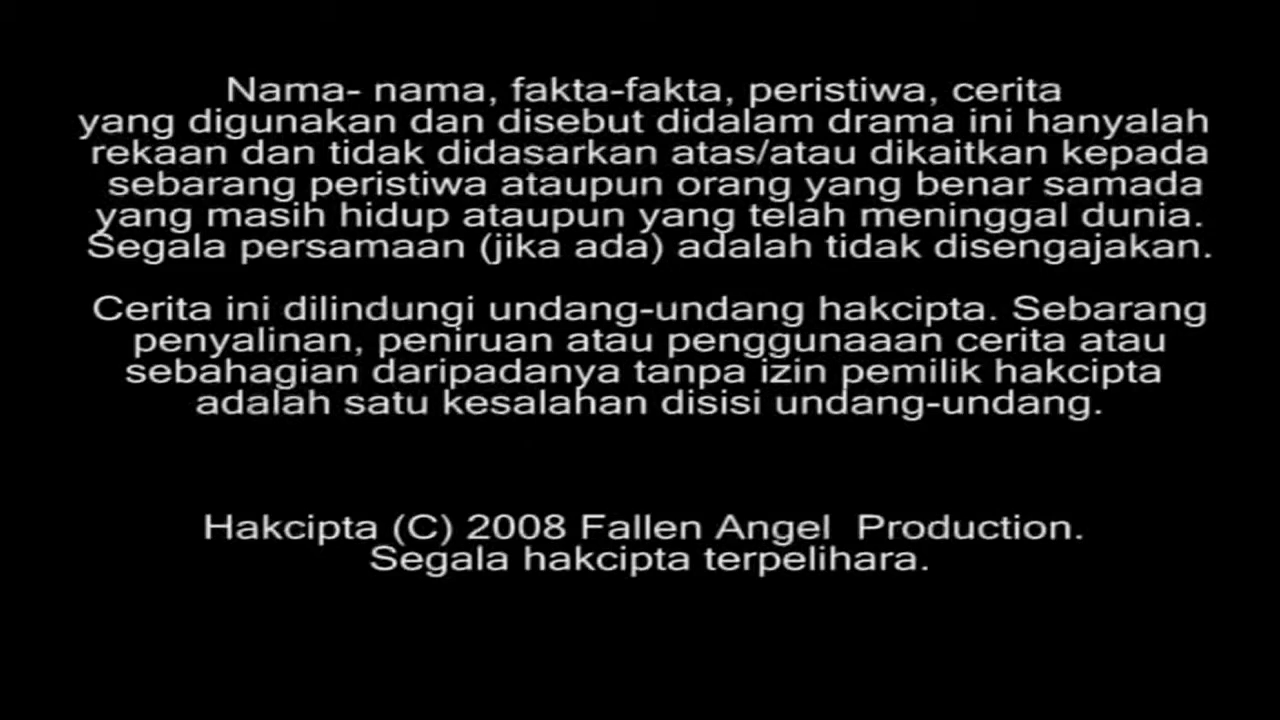 Nama- nama, fakta-fakta, peristiwa, cerita
yang digunakan dan disebut didalam drama ini hanyalah
rekaan dan tidak didasarkan atas/atau dikaitkan kepada
sebarang peristiwa ataupun orang yang benar samada
yang masih hidup ataupun yang telah meninggal dunia.
Segala persamaan (jika ada) adalah tidak disengajakan.
Cerita ini dilindungi undang-undang hakcipta. Sebarang
penyalinan, peniruan atau penggunaaan cerita atau
sebahagian daripadanya tanpa izin pemilik hakcipta
adalah satu kesalahan disisi undang-undang.
Hakcipta (C) 2008 Fallen Angel  Production.
Segala hakcipta terpelihara.